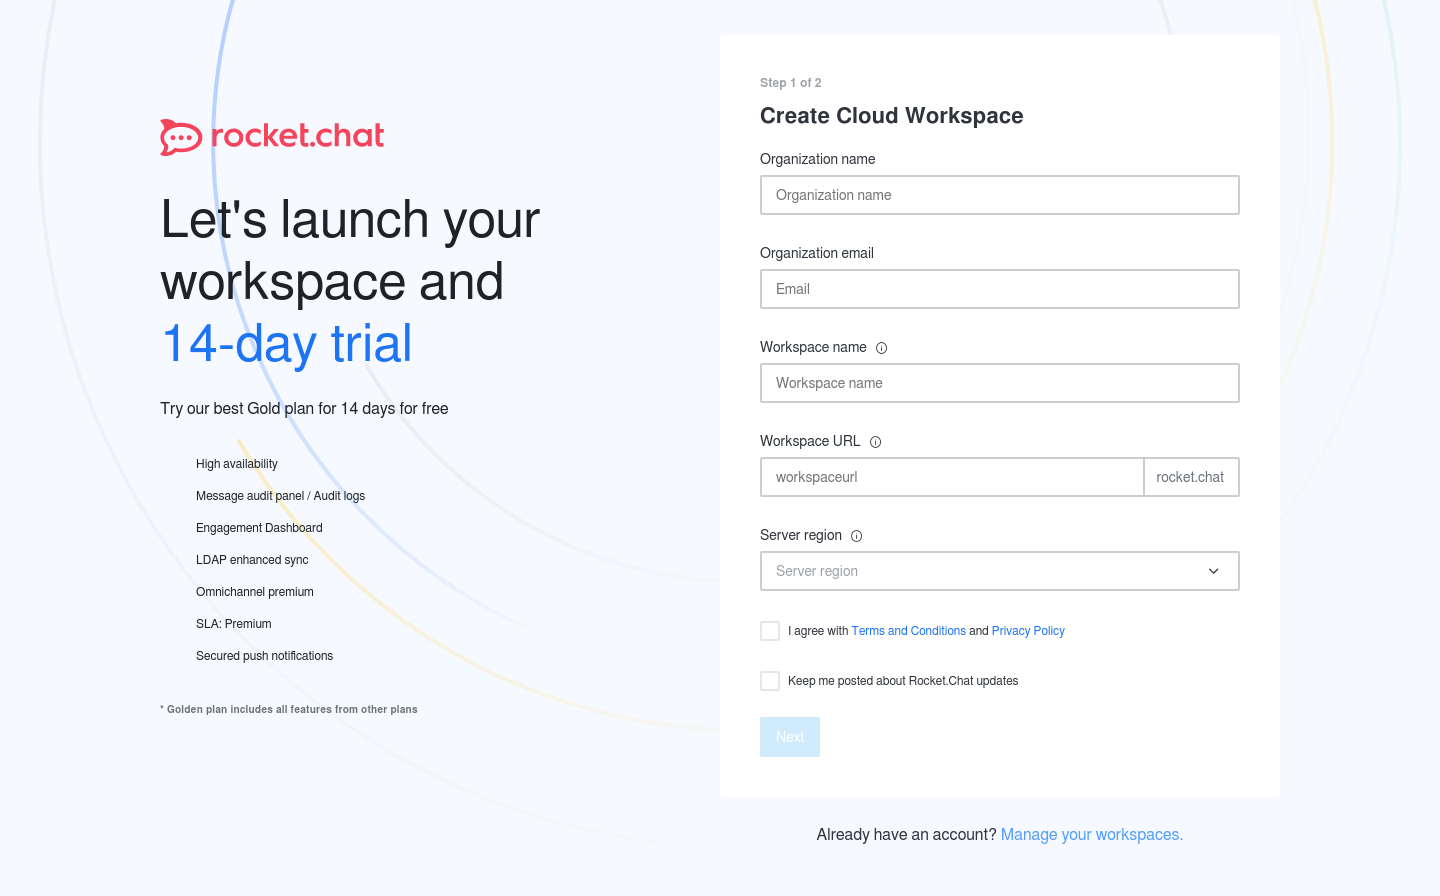 rocket.chat
Let's launch your
workspace and
14-day trial
Try our best Gold plan for 14 days for free
High availability
Message audit panel / Audit logs
Engagement Dashboard
LDAP enhanced sync
Omnichannel premium
SLA: Premium
Secured push notifications
* Golden plan includes all features from other plans
Step 1 of 2
Create Cloud Workspace
Organization name
Organization name
Organization email
Email
Workspace name
Workspace name
Workspace URL
workspaceurl rocket.chat
Server region
Server region
I agree with Terms and Conditions and Privacy Policy
Keep me posted about Rocket.Chat updates
Next
Already have an account? Manage your workspaces.